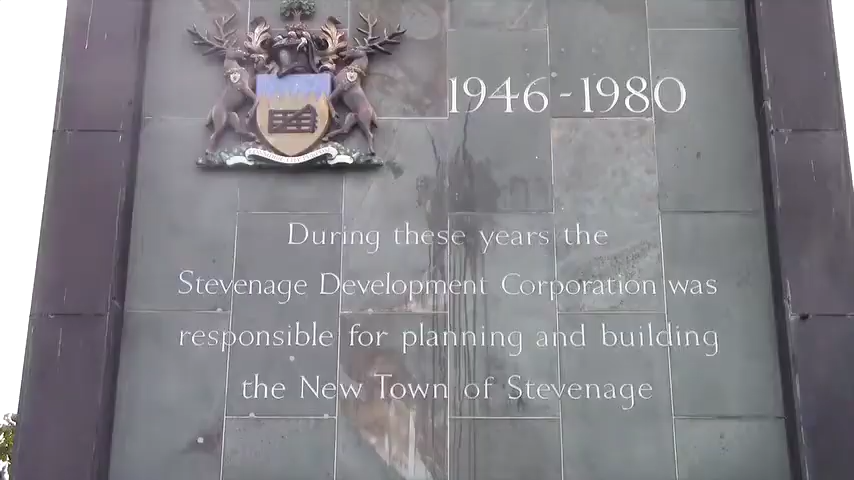 1946-1980
During these years the
Stevenage Development Corporation was
responsible for planning and building
the New Town of Stevenage